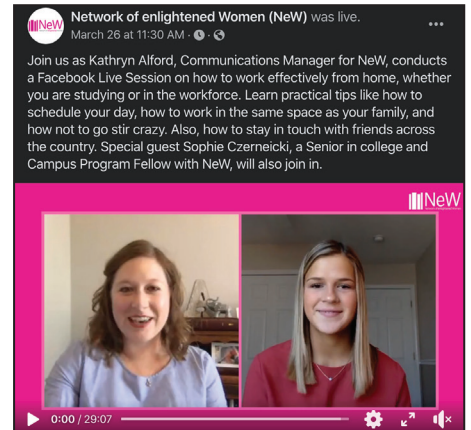 Network of enlightened Women (NeW) was live.
NeW
March 26 at 11:30 AM ·
Join us as Kathryn Alford, Communications Manager for NeW, conducts
a Facebook Live Session on how to work effectively from home, whether
you are studying or in the workforce. Learn practical tips like how to
schedule your day, how to work in the same space as your family, and
how not to go stir crazy. Also, how to stay in touch with friends across
the country. Special guest Sophie Czerneicki, a Senior in college and
Campus Program Fellow with NeW, will also join in.
NeW
0:00 / 29:07